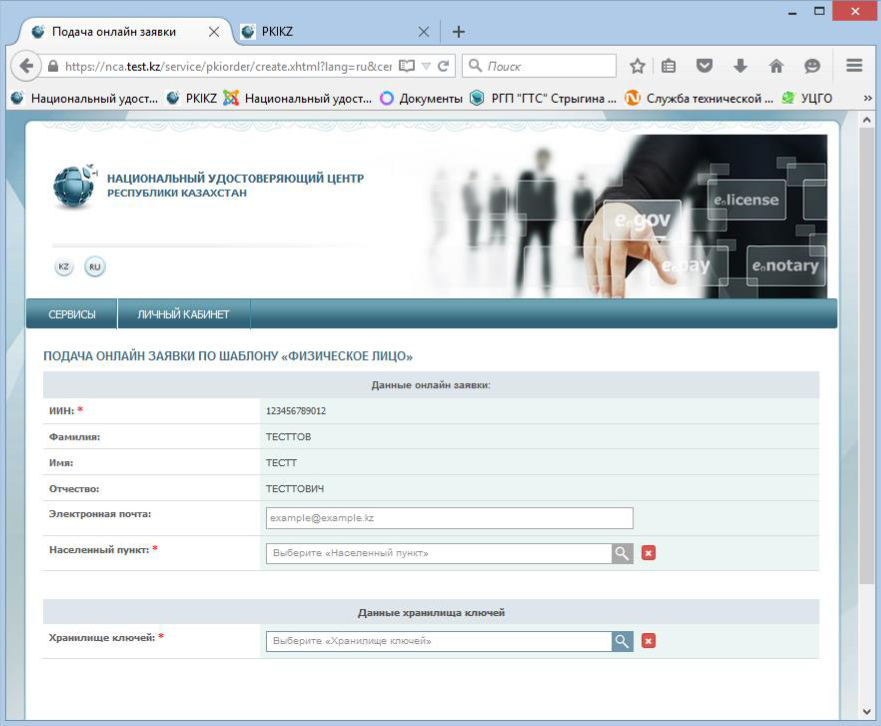 Подача онлайн заявки
PKIKZ
https://nca.test.kz/service/pkiorder/create.xhtml?lang=ru&cer
Поиск
Национальный удост...
PKIKZ
Национальный удост...
Документы
РГП "ГТС" Стрыгина ...
Служба технической ...
УЦГО
НАЦИОНАЛЬНЫЙ УДОСТОВЕРЯЮЩИЙ ЦЕНТР
РЕСПУБЛИКИ КАЗАХСТАН
KZ
RU
e-license
e-gov
e-pay
e-notary
СЕРВИСЫ
ЛИЧНЫЙ КАБИНЕТ
ПОДАЧА ОНЛАЙН ЗАЯВКИ ПО ШАБЛОНУ «ФИЗИЧЕСКОЕ ЛИЦО»
Данные онлайн заявки:
ИИН: * 123456789012
Фамилия: ТЕСТТОВ
Имя: ТЕСТТ
Отчество: ТЕСТТОВИЧ
Электронная почта: example@example.kz
Населенный пункт: * Выберите «Населенный пункт»
Данные хранилища ключей
Хранилище ключей: * Выберите «Хранилище ключей»